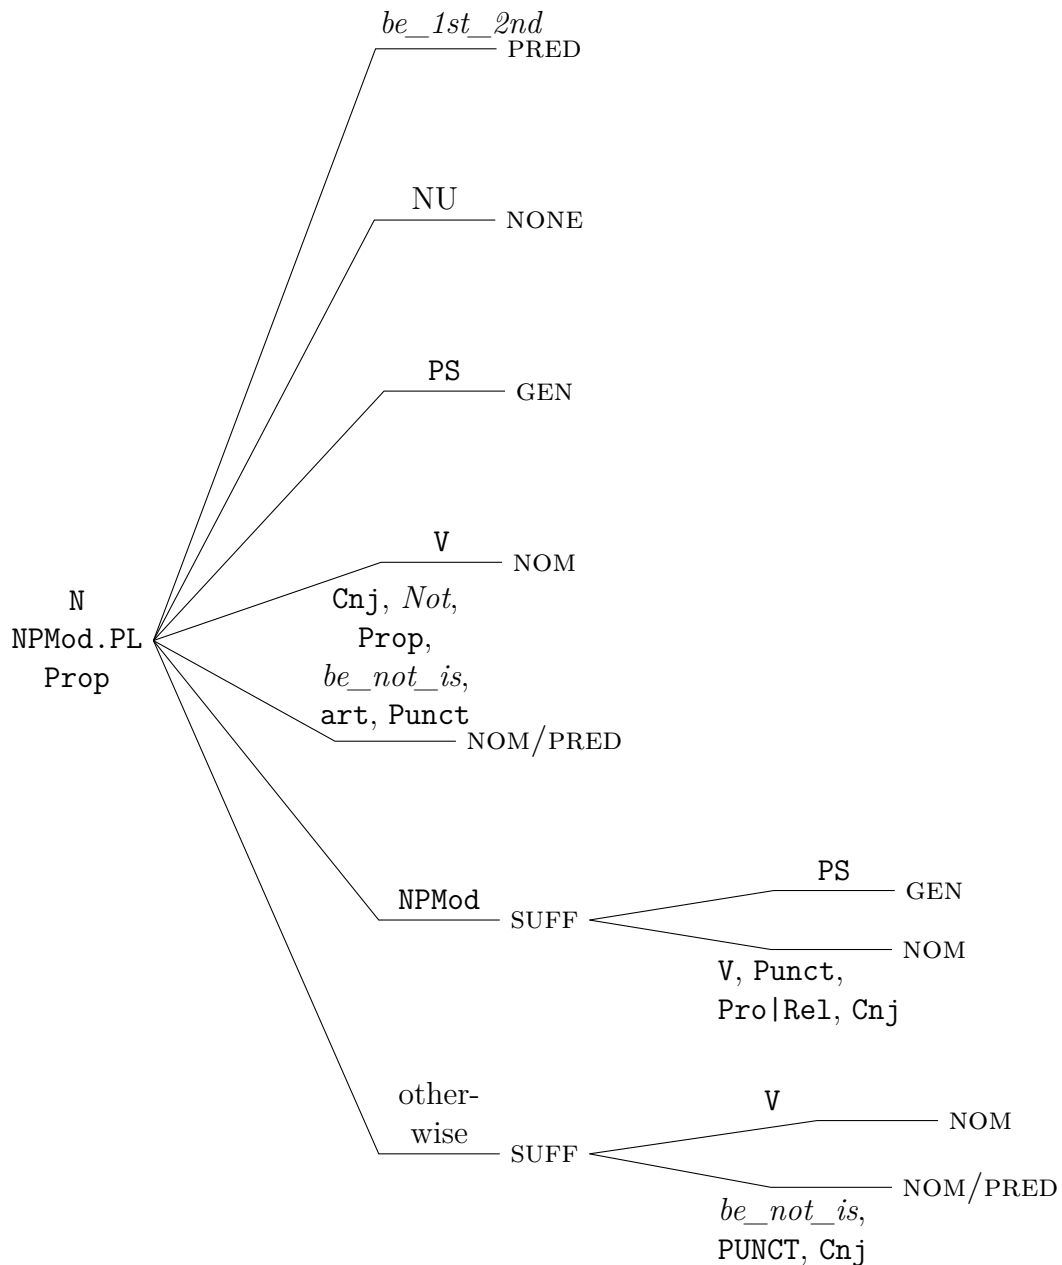 be_1st_2nd
PRED
NU
NONE
PS
GEN
V
NOM
N
NPMod.PL
Prop
Cnj, Not,
Prop,
be_not_is,
art, Punct
NOM/PRED
NPMod
SUFF
PS
GEN
NOM
V, Punct,
Pro|Rel, Cnj
other-
wise
SUFF
V
NOM
NOM/PRED
be_not_is,
PUNCT, Cnj